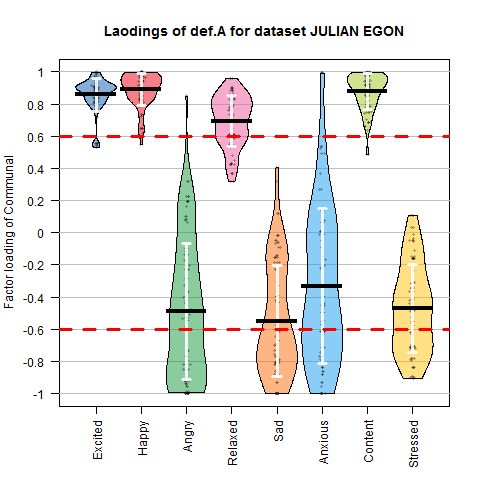 Laodings of def.A for dataset JULIAN EGON
Factor loading of Communal
1
0.8
0.6
0.4
0.2
0
-0.2
-0.4
-0.6
-0.8
-1
Excited
Happy
Angry
Relaxed
Sad
Anxious
Content
Stressed